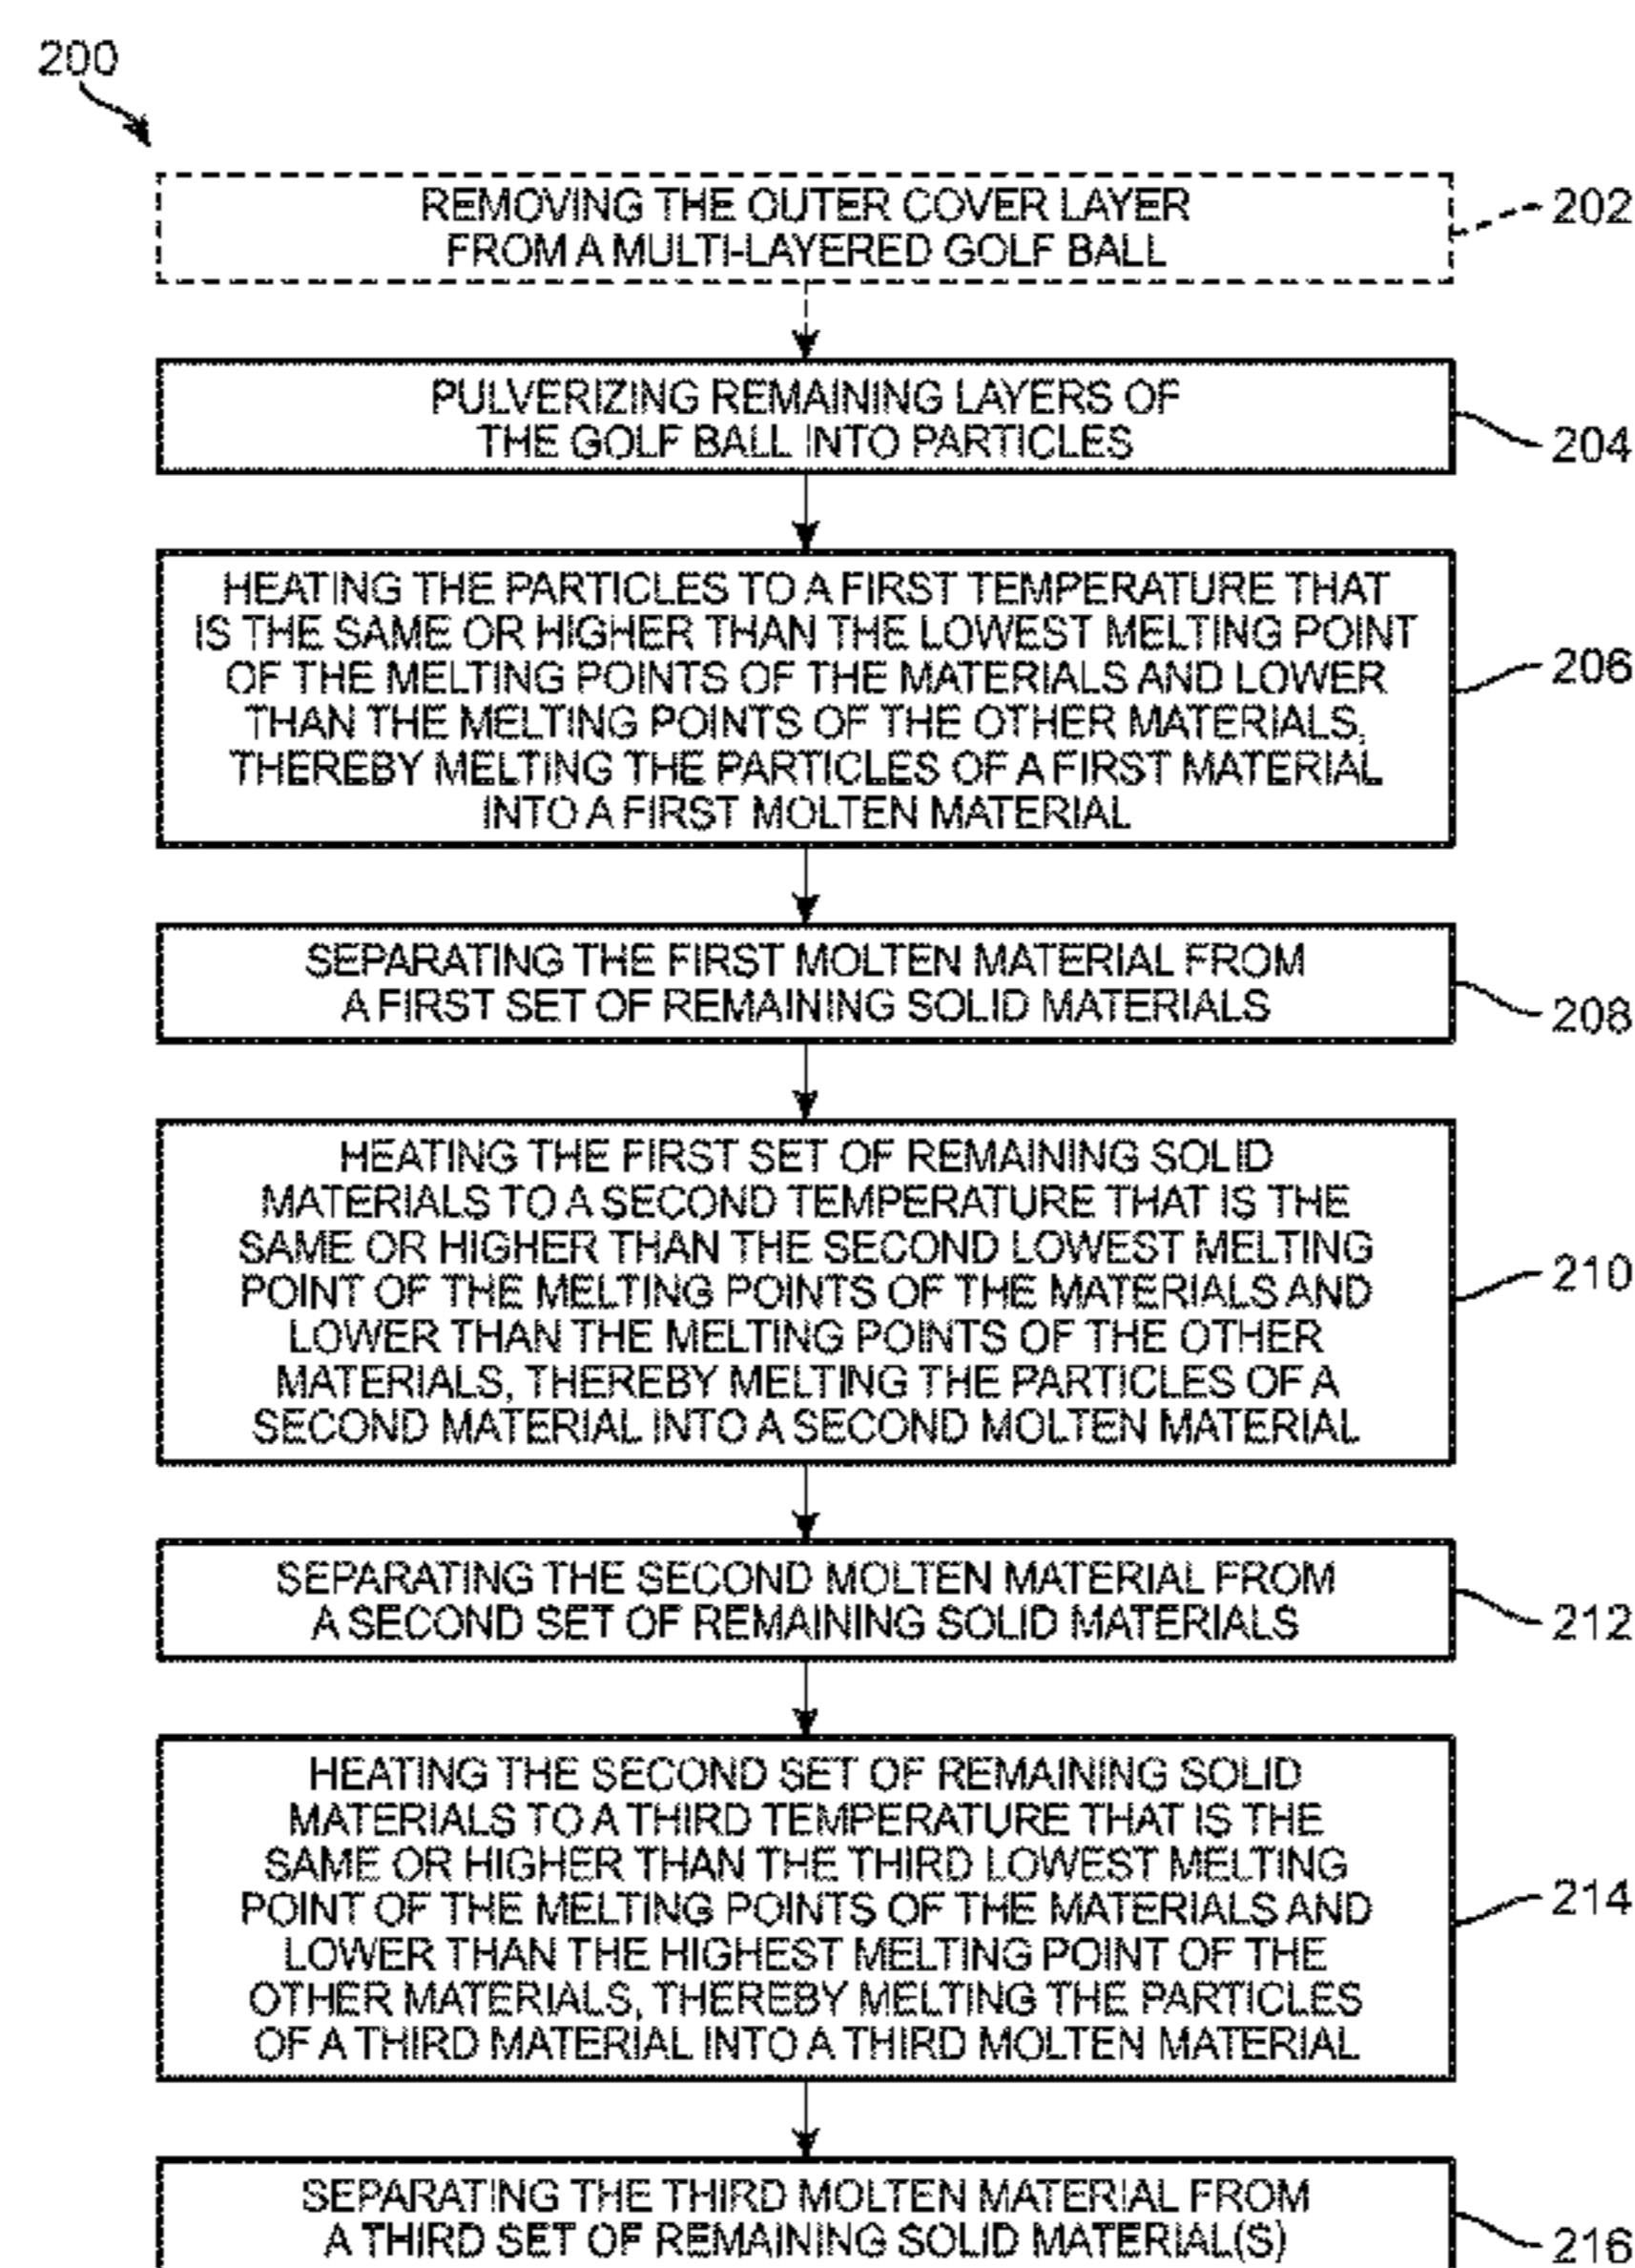 200
REMOVING THE OUTER COVER LAYER
FROM A MULTI-LAYERED GOLF BALL
202
PULVERIZING REMAINING LAYERS OF
THE GOLF BALL INTO PARTICLES
204
HEATING THE PARTICLES TO A FIRST TEMPERATURE THAT
IS THE SAME OR HIGHER THAN THE LOWEST MELTING POINT
OF THE MELTING POINTS OF THE MATERIALS AND LOWER
THAN THE MELTING POINTS OF THE OTHER MATERIALS,
THEREBY MELTING THE PARTICLES OF A FIRST MATERIAL
INTO A FIRST MOLTEN MATERIAL
206
SEPARATING THE FIRST MOLTEN MATERIAL FROM
A FIRST SET OF REMAINING SOLID MATERIALS
208
HEATING THE FIRST SET OF REMAINING SOLID
MATERIALS TO A SECOND TEMPERATURE THAT IS THE
SAME OR HIGHER THAN THE SECOND LOWEST MELTING
POINT OF THE MELTING POINTS OF THE MATERIALS AND
LOWER THAN THE MELTING POINTS OF THE OTHER
MATERIALS, THEREBY MELTING THE PARTICLES OF A
SECOND MATERIAL INTO A SECOND MOLTEN MATERIAL
210
SEPARATING THE SECOND MOLTEN MATERIAL FROM
A SECOND SET OF REMAINING SOLID MATERIALS
212
HEATING THE SECOND SET OF REMAINING SOLID
MATERIALS TO A THIRD TEMPERATURE THAT IS THE
SAME OR HIGHER THAN THE THIRD LOWEST MELTING
POINT OF THE MELTING POINTS OF THE MATERIALS AND
LOWER THAN THE HIGHEST MELTING POINT OF THE
OTHER MATERIALS, THEREBY MELTING THE PARTICLES
OF A THIRD MATERIAL INTO A THIRD MOLTEN MATERIAL
214
SEPARATING THE THIRD MOLTEN MATERIAL FROM
A THIRD SET OF REMAINING SOLID MATERIAL(S)
216